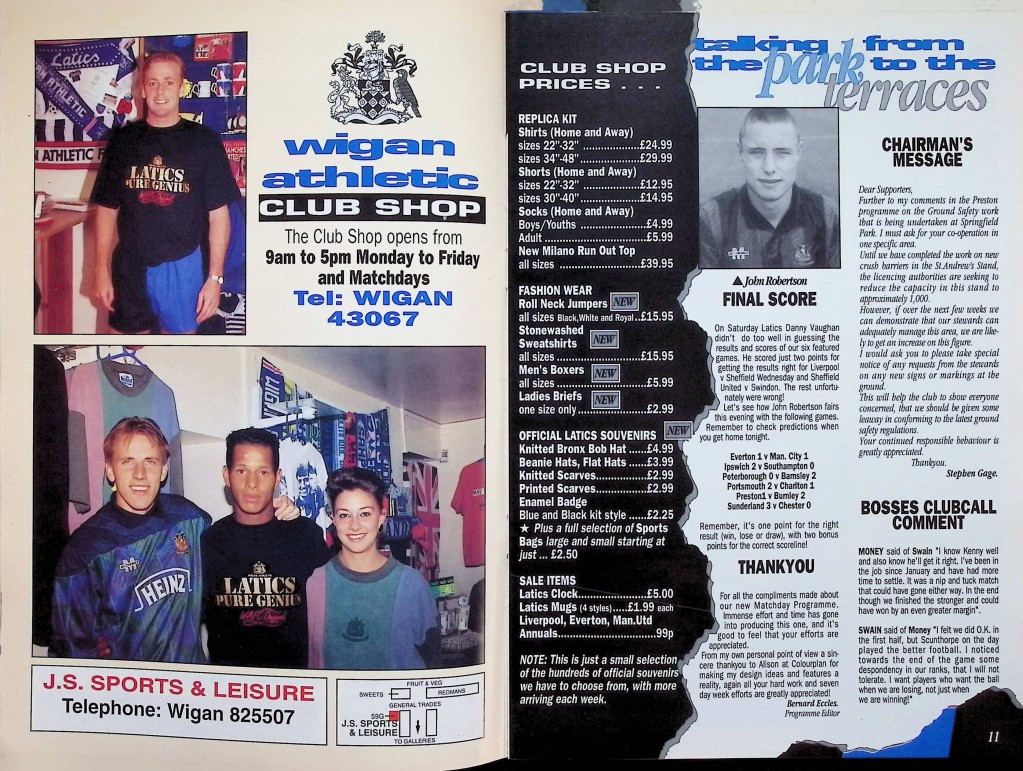 Latics
N ATHLETIC F
LATICS
PURE GENIUS
wigan
athletic
CLUB SHOP
The Club Shop opens from
9am to 5pm Monday to Friday
and Matchdays
Tel: WIGAN
43067
HEINZ
LATICS
PURE GENIUS
J.S. SPORTS & LEISURE
Telephone: Wigan 825507
FRUIT & VEG
SWEETS
REDMANS
GENERAL TRADES
59G
J.S. SPORTS
& LEISURE
TO GALLERIES
CLUB SHOP
PRICES . . .
REPLICA KIT
Shirts (Home and Away)
sizes 22"-32" ....................£24.99
sizes 34"-48" ....................£29.99
Shorts (Home and Away)
sizes 22"-32" ....................£12.95
sizes 30"-40" ....................£14.95
Socks (Home and Away)
Boys/Youths ......................£4.99
Adult ..................................£5.99
New Milano Run Out Top
all sizes ............................£39.95
FASHION WEAR
Roll Neck Jumpers NEW
all sizes Black,White and Royal..£15.95
Stonewashed
Sweatshirts NEW
all sizes ............................£15.95
Men's Boxers NEW
all sizes ..............................£5.99
Ladies Briefs NEW
one size only......................£2.99
OFFICIAL LATICS SOUVENIRS NEW
Knitted Bronx Bob Hat .....£4.99
Beanie Hats, Flat Hats .....£3.99
Knitted Scarves.................£2.99
Printed Scarves.................£2.99
Enamel Badge
Blue and Black kit style .....£2.25
★ Plus a full selection of Sports
Bags large and small starting at
just ... £2.50
SALE ITEMS
Latics Clock.......................£5.00
Latics Mugs (4 styles).....£1.99 each
Liverpool, Everton, Man.Utd
Annuals................................99p
NOTE: This is just a small selection
of the hundreds of official souvenirs
we have to choose from, with more
arriving each week.
talking from
the park to the
terraces
▲ John Robertson
FINAL SCORE
On Saturday Latics Danny Vaughan
didn't do too well in guessing the
results and scores of our six featured
games. He scored just two points for
getting the results right for Liverpool
v Sheffield Wednesday and Sheffield
United v Swindon. The rest unfortu-
nately were wrong!
Let's see how John Robertson fairs
this evening with the following games.
Remember to check predictions when
you get home tonight.
Everton 1 v Man. City 1
Ipswich 2 v Southampton 0
Peterborough 0 v Barnsley 2
Portsmouth 2 v Charlton 1
Preston1 v Burnley 2
Sunderland 3 v Chester 0
Remember, it's one point for the right
result (win, lose or draw), with two bonus
points for the correct scoreline!
THANKYOU
For all the compliments made about
our new Matchday Programme.
Immense effort and time has gone
into producing this one, and it's
good to feel that your efforts are
appreciated.
From my own personal point of view a sin-
cere thankyou to Alison at Colourplan for
making my design ideas and features a
reality, again all your hard work and seven
day week efforts are greatly appreciated!
Bernard Eccles.
Programme Editor
CHAIRMAN'S
MESSAGE
Dear Supporters,
Further to my comments in the Preston
programme on the Ground Safety work
that is being undertaken at Springfield
Park. I must ask for your co-operation in
one specific area.
Until we have completed the work on new
crush barriers in the St.Andrew's Stand,
the licencing authorities are seeking to
reduce the capacity in this stand to
approximately 1,000.
However, if over the next few weeks we
can demonstrate that our stewards can
adequately manage this area, we are like-
ly to get an increase on this figure.
I would ask you to please take special
notice of any requests from the stewards
on any new signs or markings at the
ground.
This will help the club to show everyone
concerned, that we should be given some
leaway in conforming to the latest ground
safety regulations.
Your continued responsible behaviour is
greatly appreciated.
Thankyou.
Stephen Gage.
BOSSES CLUBCALL
COMMENT
MONEY said of Swain "I know Kenny well
and also know he'll get it right. I've been in
the job since January and have had more
time to settle. It was a nip and tuck match
that could have gone either way. In the end
though we finished the stronger and could
have won by an even greater margin".
SWAIN said of Money "I felt we did O.K. in
the first half, but Scunthorpe on the day
played the better football. I noticed
towards the end of the game some
despondency in our ranks, that I will not
tolerate. I want players who want the ball
when we are losing, not just when
we are winning!"
11